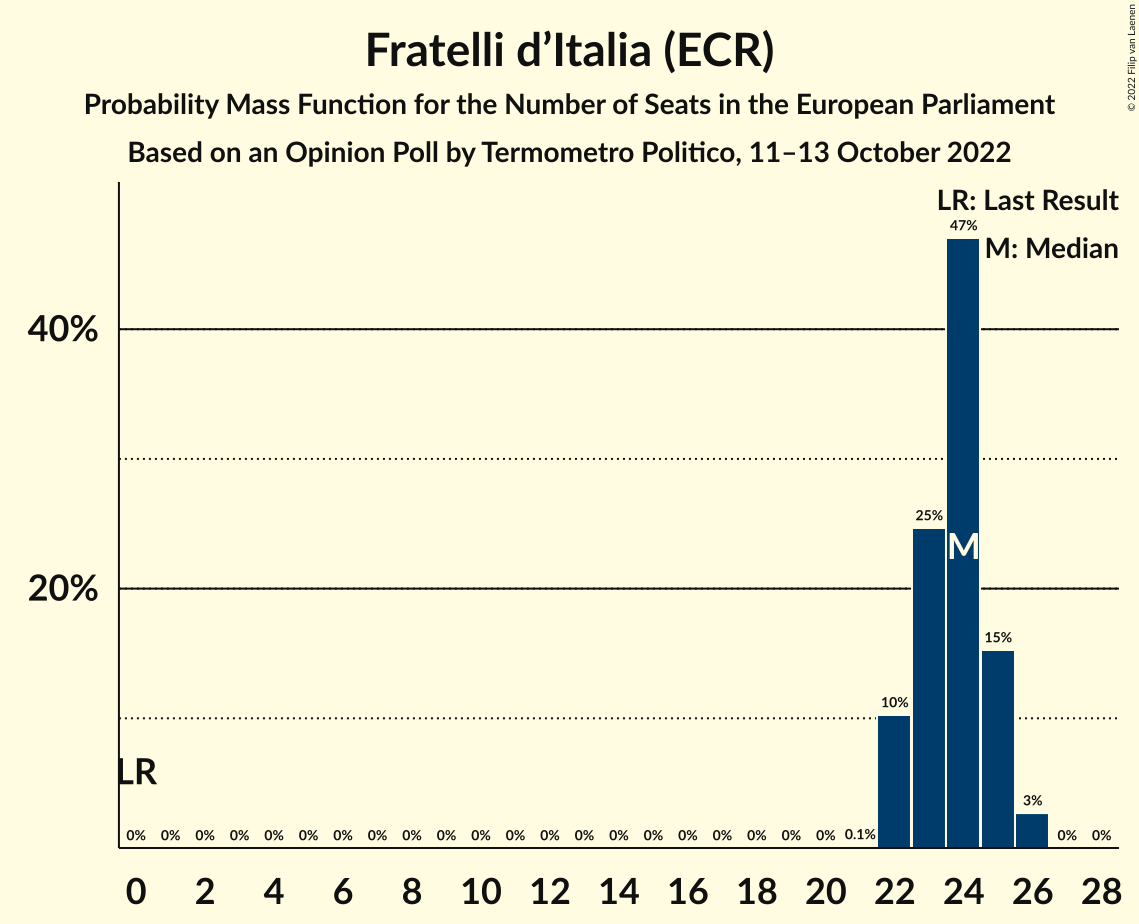 Fratelli d’Italia (ECR)
Probability Mass Function for the Number of Seats in the European Parliament
Based on an Opinion Poll by Termometro Politico, 11–13 October 2022
© 2022 Filip van Laenen
LR: Last Result
M: Median
47%
40%
25%
M
20%
15%
10%
LR
3%
0% 0% 0% 0% 0% 0% 0% 0% 0% 0% 0% 0% 0% 0% 0% 0% 0% 0% 0% 0% 0% 0.1% 0% 0%
0 2 4 6 8 10 12 14 16 18 20 22 24 26 28